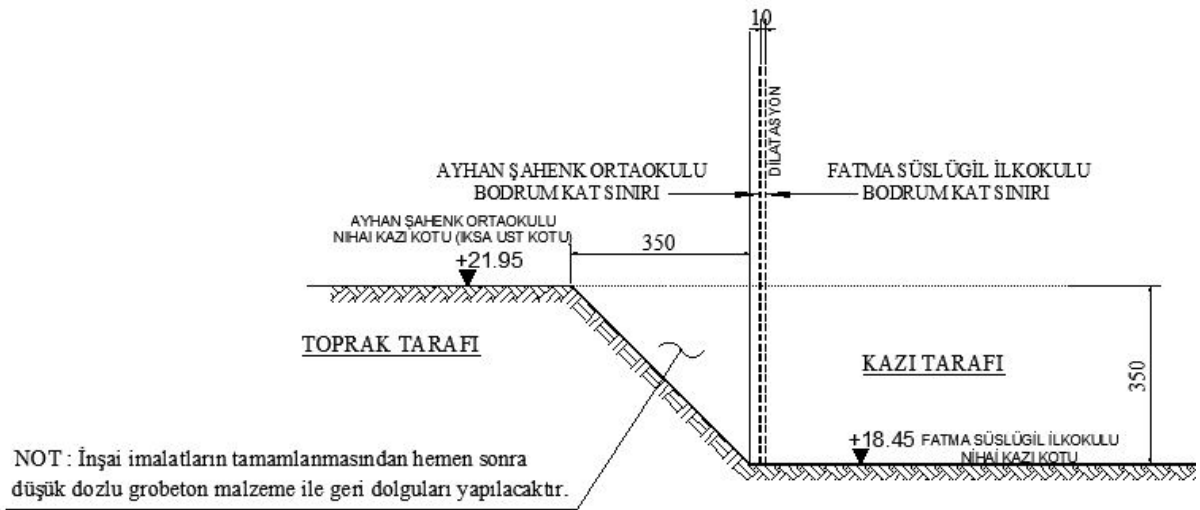 10
DİLATASYON
AYHAN ŞAHENK ORTAOKULU
BODRUM KAT SINIRI
FATMA SÜSLÜGİL İLKOKULU
BODRUM KAT SINIRI
AYHAN ŞAHENK ORTAOKULU
NİHAİ KAZI KOTU (İKSA ÜST KOTU)
+21.95
350
TOPRAK TARAFI
KAZI TARAFI
350
+18.45 FATMA SÜSLÜGİL İLKOKULU
NİHAİ KAZI KOTU
NOT : İnşai imalatların tamamlanmasından hemen sonra
düşük dozlu grobeton malzeme ile geri dolguları yapılacaktır.